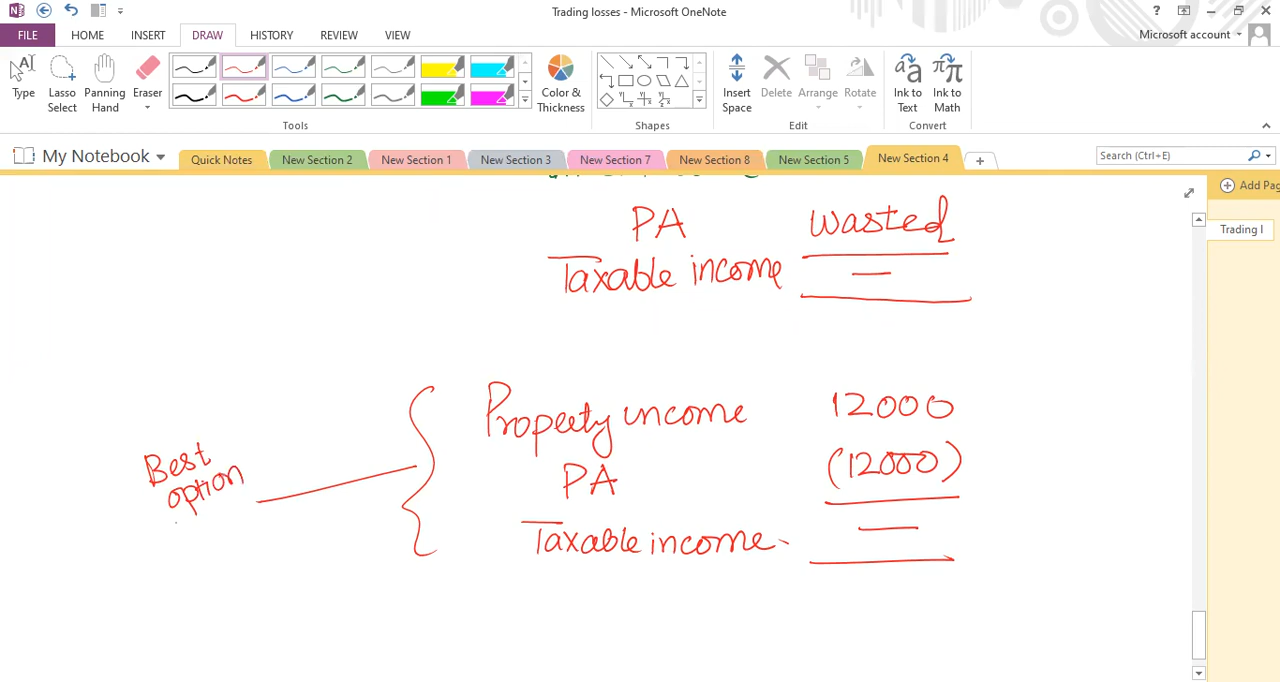 Trading losses - Microsoft OneNote
?
FILE HOME INSERT DRAW HISTORY REVIEW VIEW
Microsoft account
Type
Lasso Select
Panning Hand
Eraser
Color & Thickness
Insert Space
Delete
Arrange
Rotate
Ink to Text
Ink to Math
Tools
Shapes
Edit
Convert
My Notebook
Quick Notes
New Section 2
New Section 1
New Section 3
New Section 7
New Section 8
New Section 5
New Section 4
Search (Ctrl+E)
Add Pag
Trading l
PA wasted
Taxable income —
Property income 12000
PA (12000)
Taxable income —
Best
option